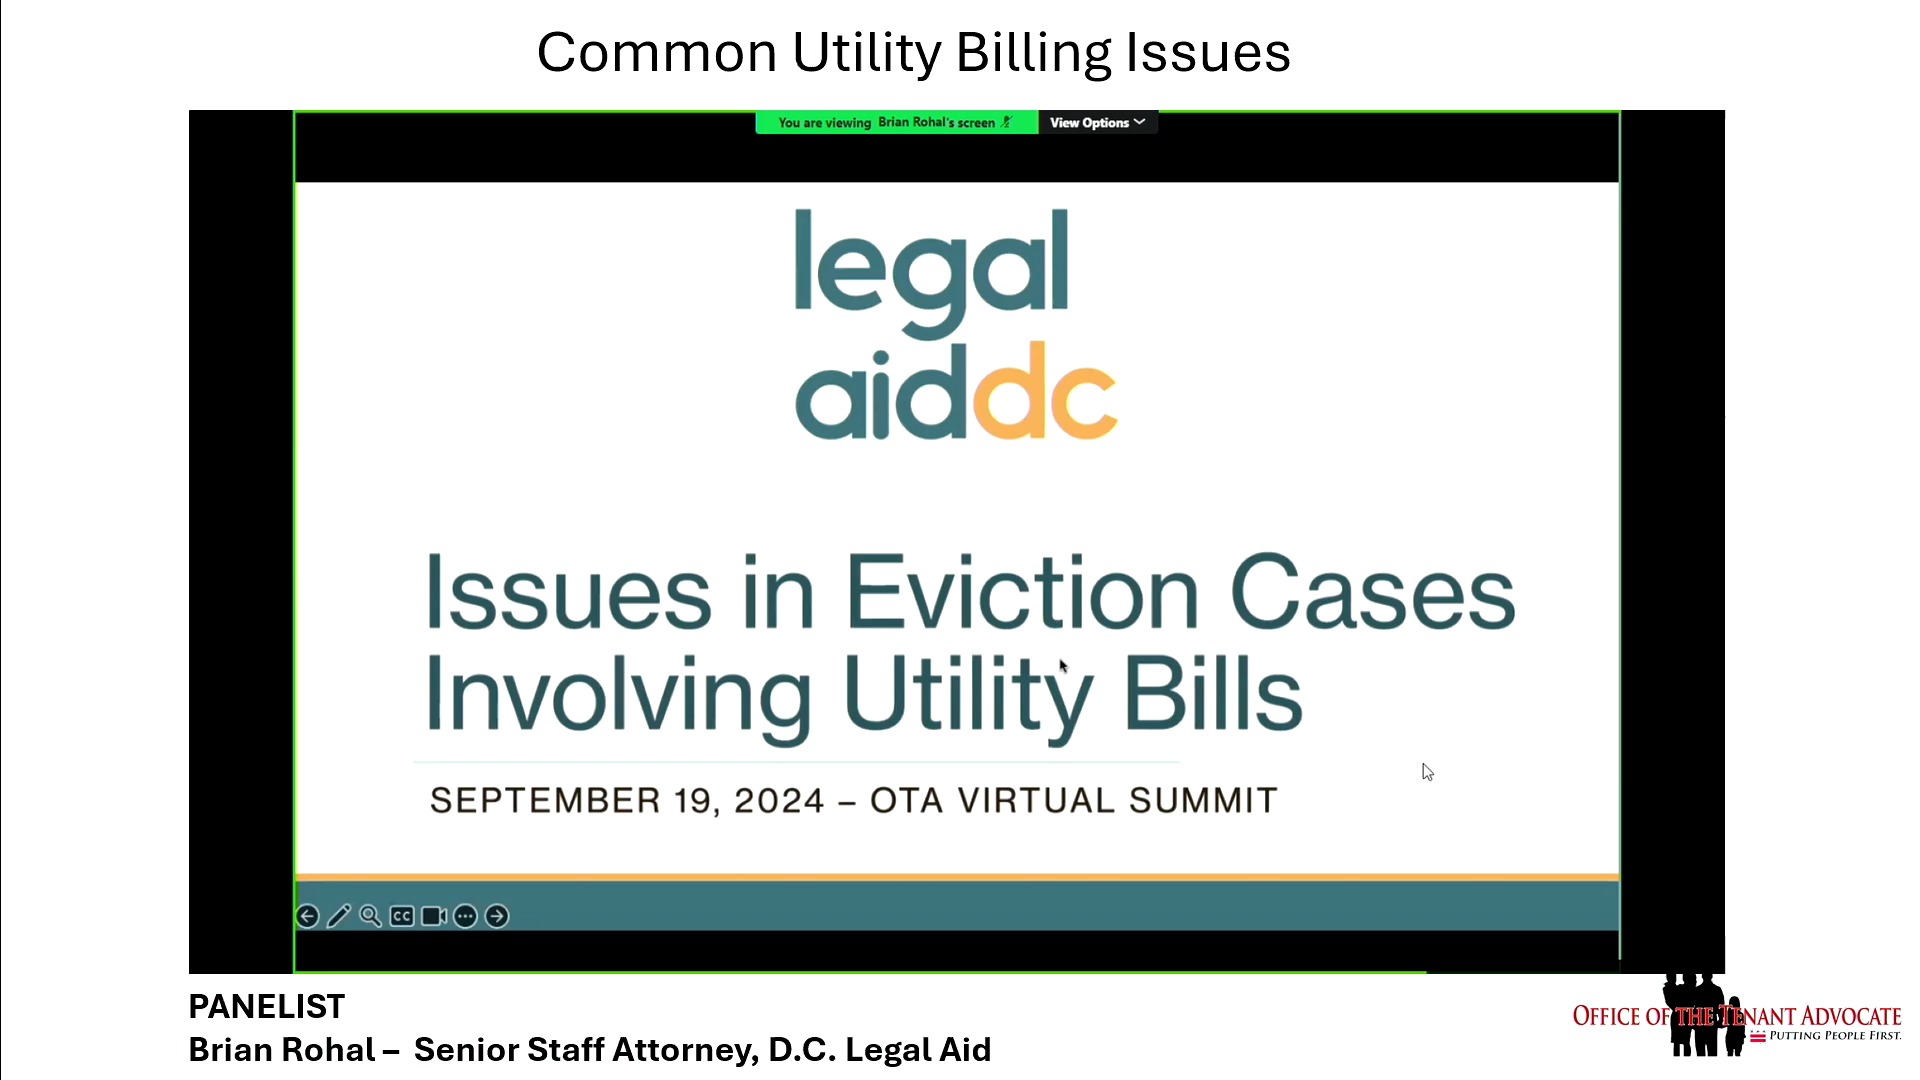 Common Utility Billing Issues
You are viewing Brian Rohal's screen
View Options
legal
aiddc
Issues in Eviction Cases
Involving Utility Bills
SEPTEMBER 19, 2024 – OTA VIRTUAL SUMMIT
CC
PANELIST
Brian Rohal – Senior Staff Attorney, D.C. Legal Aid
OFFICE OF THE TENANT ADVOCATE
PUTTING PEOPLE FIRST.